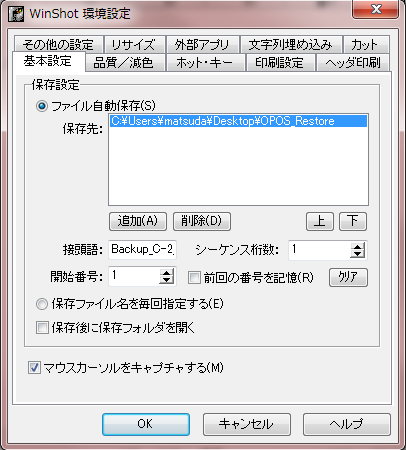 WinShot 環境設定
その他の設定 リサイズ 外部アプリ 文字列埋め込み カット
基本設定 品質／減色 ホット・キー 印刷設定 ヘッダ印刷
保存設定
ファイル自動保存(S)
保存先: C:¥Users¥matsuda¥Desktop¥OPOS_Restore
追加(A) 削除(D) 上 下
接頭語: Backup_C-2_ シーケンス桁数: 1
開始番号: 1 前回の番号を記憶(R) クリア
保存ファイル名を毎回指定する(E)
保存後に保存フォルダを開く
マウスカーソルをキャプチャする(M)
OK キャンセル ヘルプ